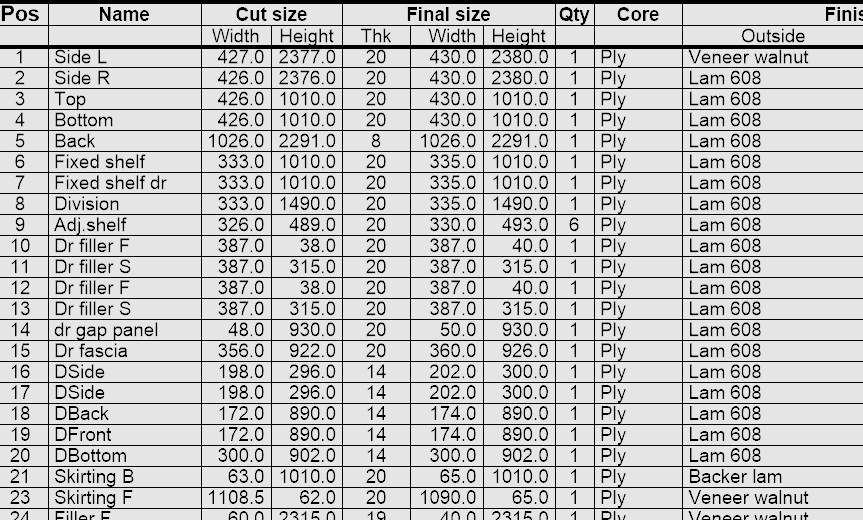 Pos Name Cut size Final size Qty Core Finis
Width Height Thk Width Height Outside
1 Side L 427.0 2377.0 20 430.0 2380.0 1 Ply Veneer walnut
2 Side R 426.0 2376.0 20 430.0 2380.0 1 Ply Lam 608
3 Top 426.0 1010.0 20 430.0 1010.0 1 Ply Lam 608
4 Bottom 426.0 1010.0 20 430.0 1010.0 1 Ply Lam 608
5 Back 1026.0 2291.0 8 1026.0 2291.0 1 Ply Lam 608
6 Fixed shelf 333.0 1010.0 20 335.0 1010.0 1 Ply Lam 608
7 Fixed shelf dr 333.0 1010.0 20 335.0 1010.0 1 Ply Lam 608
8 Division 333.0 1490.0 20 335.0 1490.0 1 Ply Lam 608
9 Adj.shelf 326.0 489.0 20 330.0 493.0 6 Ply Lam 608
10 Dr filler F 387.0 38.0 20 387.0 40.0 1 Ply Lam 608
11 Dr filler S 387.0 315.0 20 387.0 315.0 1 Ply Lam 608
12 Dr filler F 387.0 38.0 20 387.0 40.0 1 Ply Lam 608
13 Dr filler S 387.0 315.0 20 387.0 315.0 1 Ply Lam 608
14 dr gap panel 48.0 930.0 20 50.0 930.0 1 Ply Lam 608
15 Dr fascia 356.0 922.0 20 360.0 926.0 1 Ply Lam 608
16 DSide 198.0 296.0 14 202.0 300.0 1 Ply Lam 608
17 DSide 198.0 296.0 14 202.0 300.0 1 Ply Lam 608
18 DBack 172.0 890.0 14 174.0 890.0 1 Ply Lam 608
19 DFront 172.0 890.0 14 174.0 890.0 1 Ply Lam 608
20 DBottom 300.0 902.0 14 300.0 902.0 1 Ply Lam 608
21 Skirting B 63.0 1010.0 20 65.0 1010.0 1 Ply Backer lam
23 Skirting F 1108.5 62.0 20 1090.0 65.0 1 Ply Veneer walnut
24 Filler F 60.0 2315.0 19 40.0 2315.0 1 Ply Veneer walnut